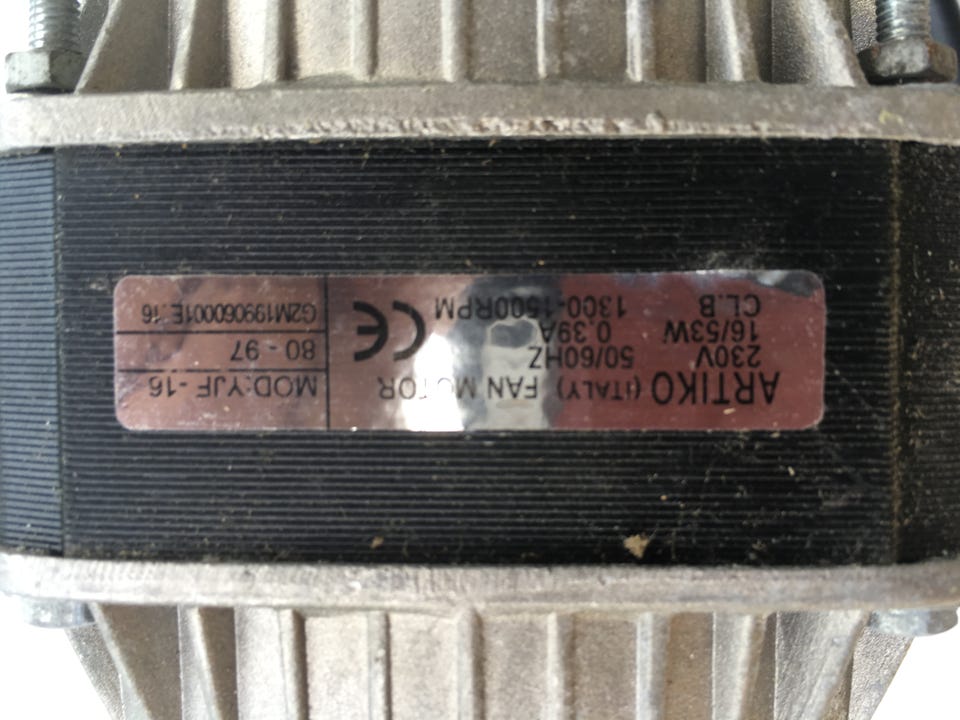 ARTIKO (ITALY) FAN MOTOR
230V 50/60HZ
16/53W 0.39A
CL.B 1300-1500RPM
CE
MOD:YJF -16
80 - 97
G2M1990600001E.16